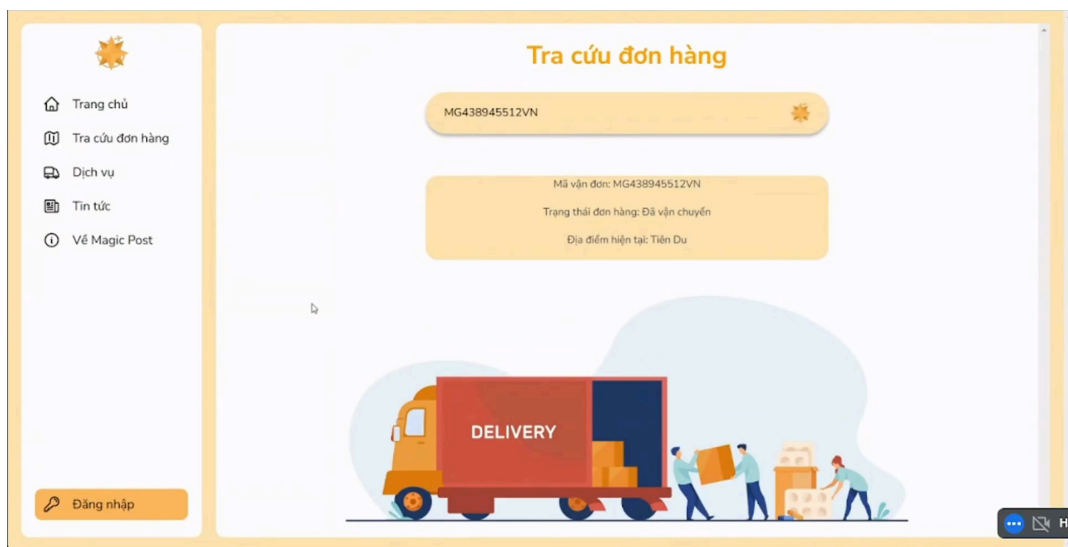 Trang chủ
Tra cứu đơn hàng
Dịch vụ
Tin tức
Về Magic Post
Đăng nhập
Tra cứu đơn hàng
MG438945512VN
Mã vận đơn: MG438945512VN
Trạng thái đơn hàng: Đã vận chuyển
Địa điểm hiện tại: Tiên Du
DELIVERY
H